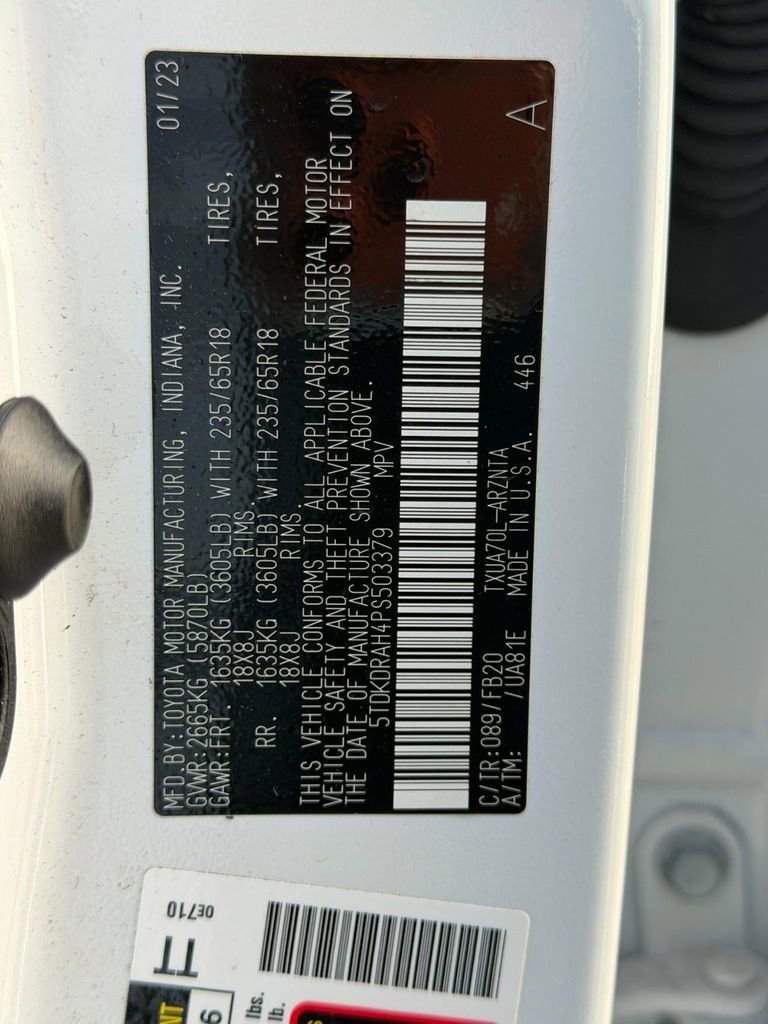 MFD.BY:TOYOTA MOTOR MANUFACTURING, INDIANA, INC. 01/23
GVWR:2665KG (5870LB)
GAWR:FRT. 1635KG (3605LB) WITH 235/65R18 TIRES,
18X8J RIMS.
RR. 1635KG (3605LB) WITH 235/65R18 TIRES,
18X8J RIMS.
THIS VEHICLE CONFORMS TO ALL APPLICABLE FEDERAL MOTOR
VEHICLE SAFETY AND THEFT PREVENTION STANDARDS IN EFFECT ON
THE DATE OF MANUFACTURE SHOWN ABOVE.
5TDKDRAH4PS503379 MPV
C/TR:089/FB20 TXUA70L-ARZNTA
A/TM: /UA81E MADE IN U.S.A. 446 A
0E710
lbs.
lb.